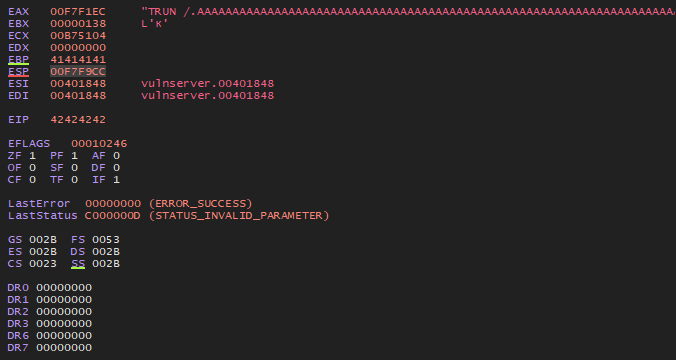 EAX 00F7F1EC "TRUN /.AAAAAAAAAAAAAAAAAAAAAAAAAAAAAAAAAAAAAAAAAAAAAAAAAAAAAAAAAAAAAAAAAAA
EBX 00000138 L'ĸ'
ECX 00B75104
EDX 00000000
EBP 41414141
ESP 00F7F9CC
ESI 00401848 vulnserver.00401848
EDI 00401848 vulnserver.00401848
EIP 42424242
EFLAGS 00010246
ZF 1 PF 1 AF 0
OF 0 SF 0 DF 0
CF 0 TF 0 IF 1
LastError 00000000 (ERROR_SUCCESS)
LastStatus C000000D (STATUS_INVALID_PARAMETER)
GS 002B FS 0053
ES 002B DS 002B
CS 0023 SS 002B
DR0 00000000
DR1 00000000
DR2 00000000
DR3 00000000
DR6 00000000
DR7 00000000